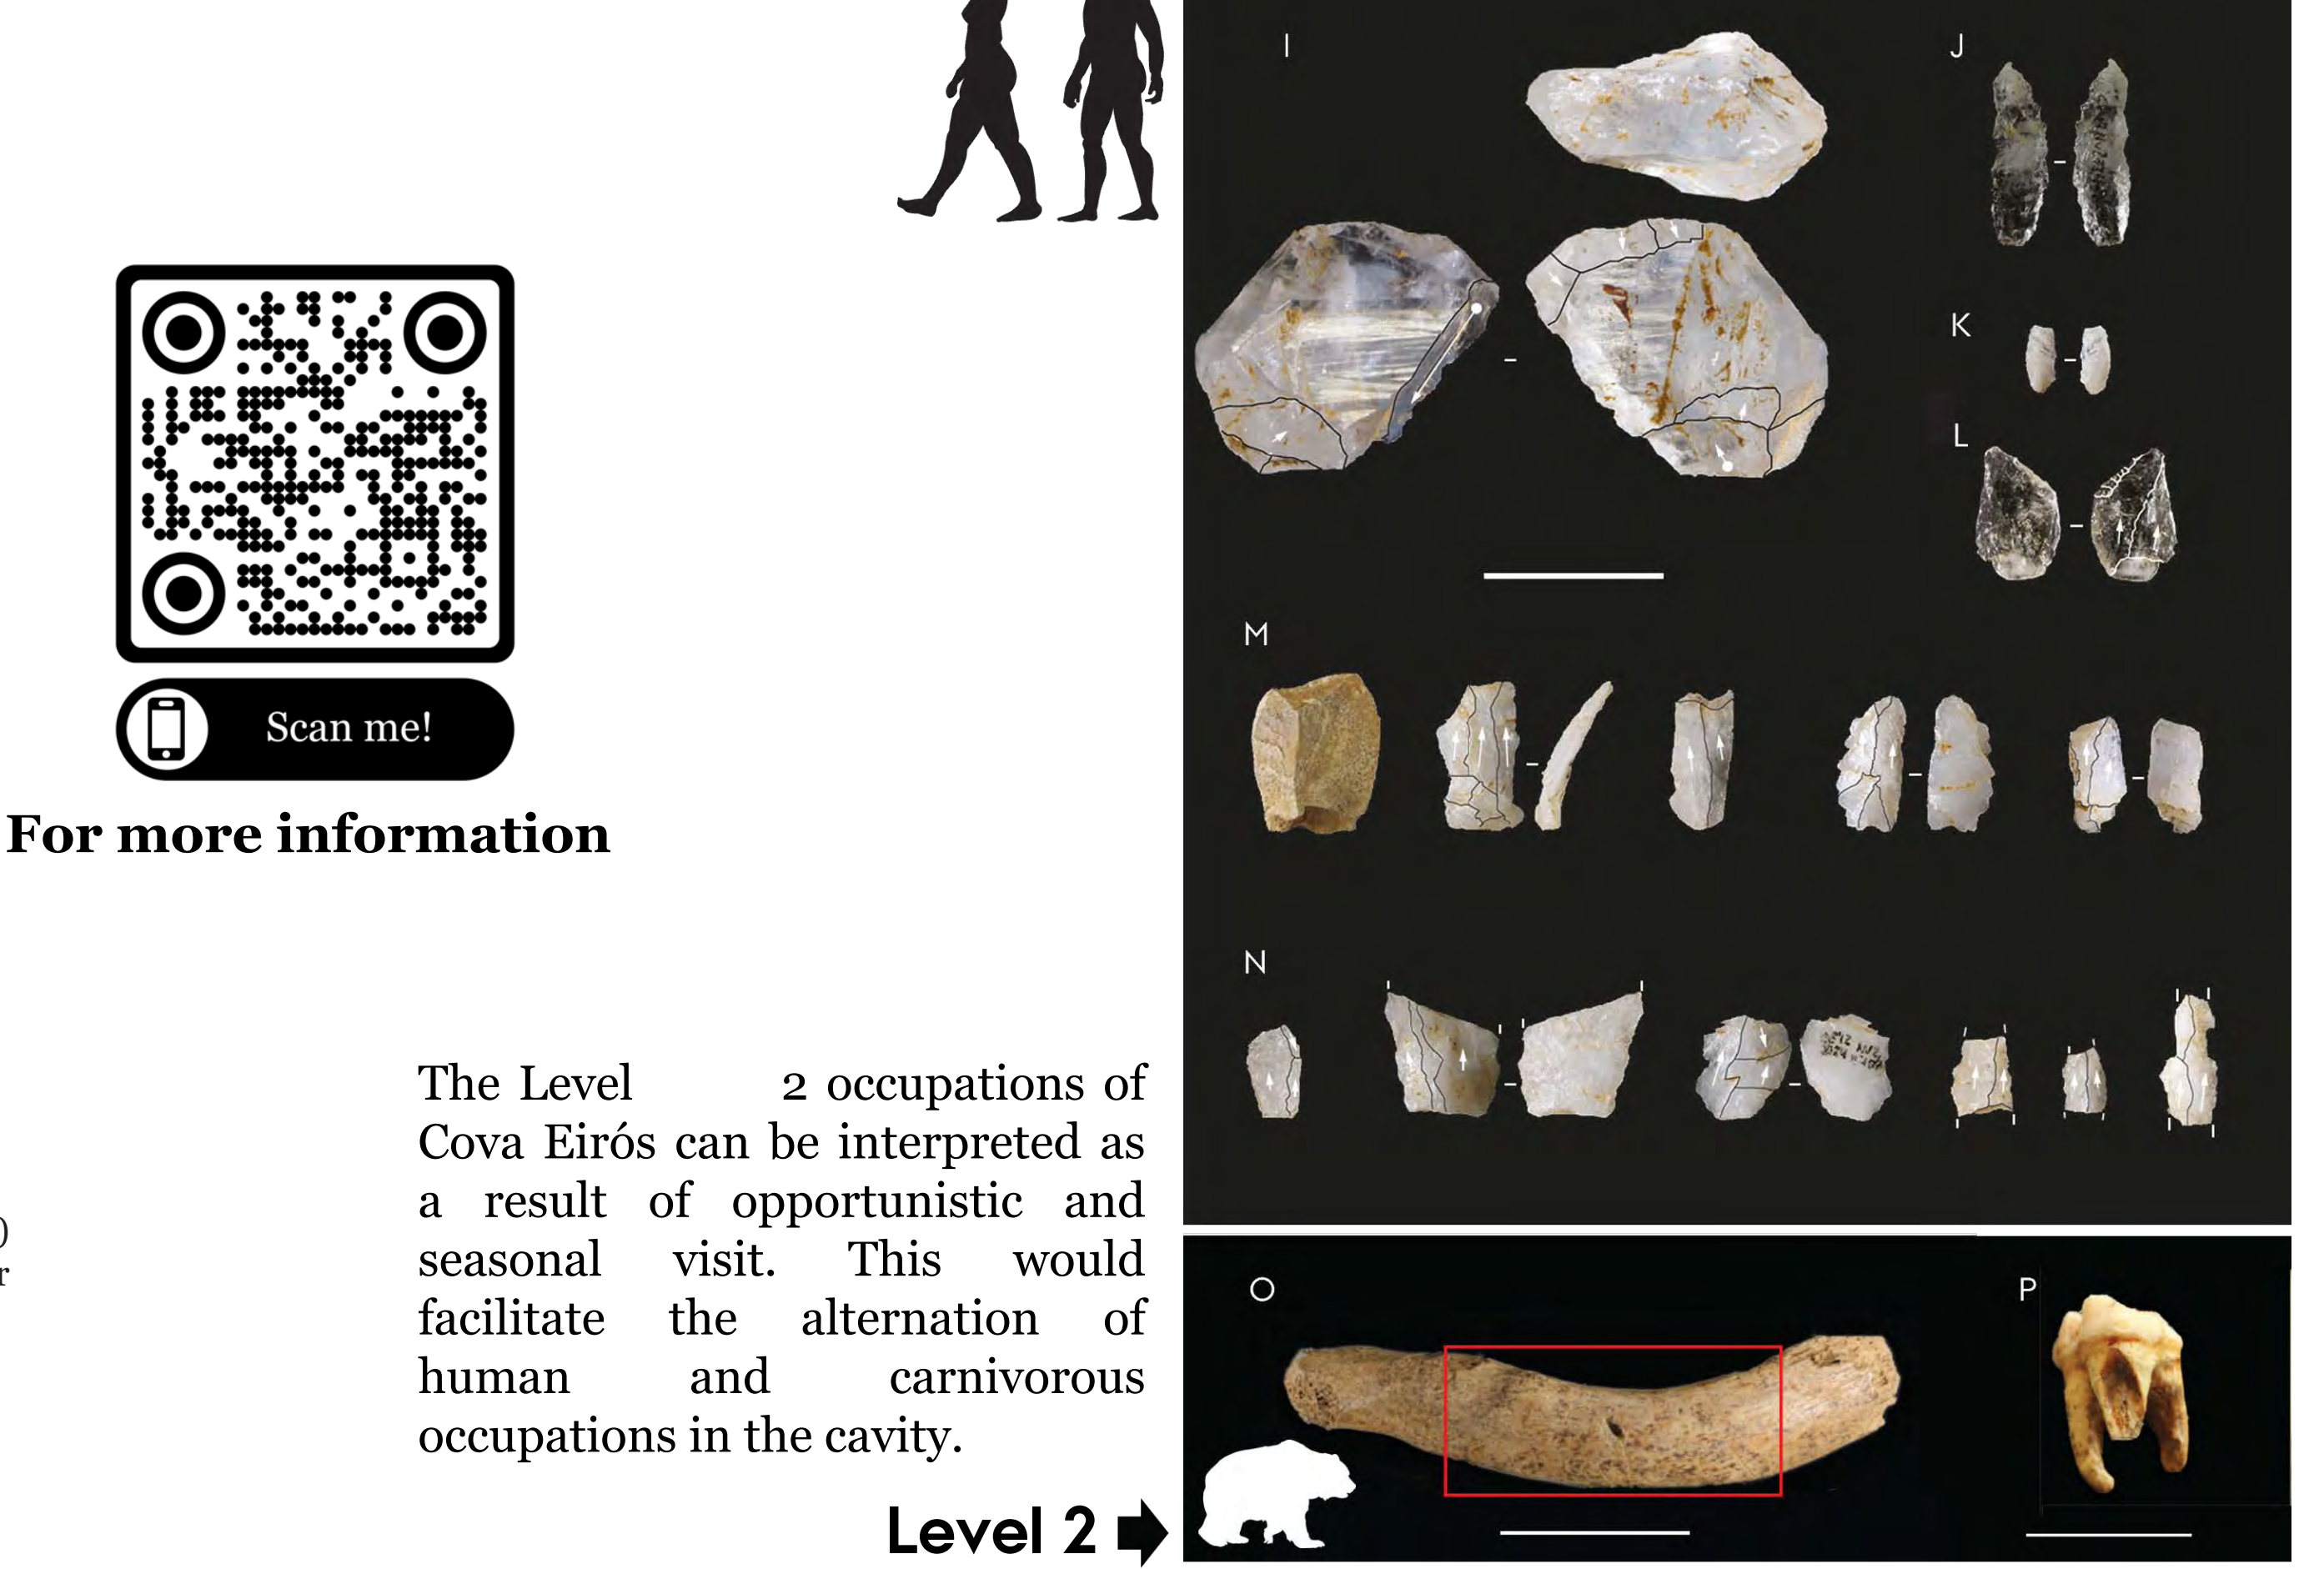 I
J
K
L
Scan me!
For more information
M
N
The Level 2 occupations of
Cova Eirós can be interpreted as
a result of opportunistic and
seasonal visit. This would
facilitate the alternation of
human and carnivorous
occupations in the cavity.
)
r
Level 2
O
P